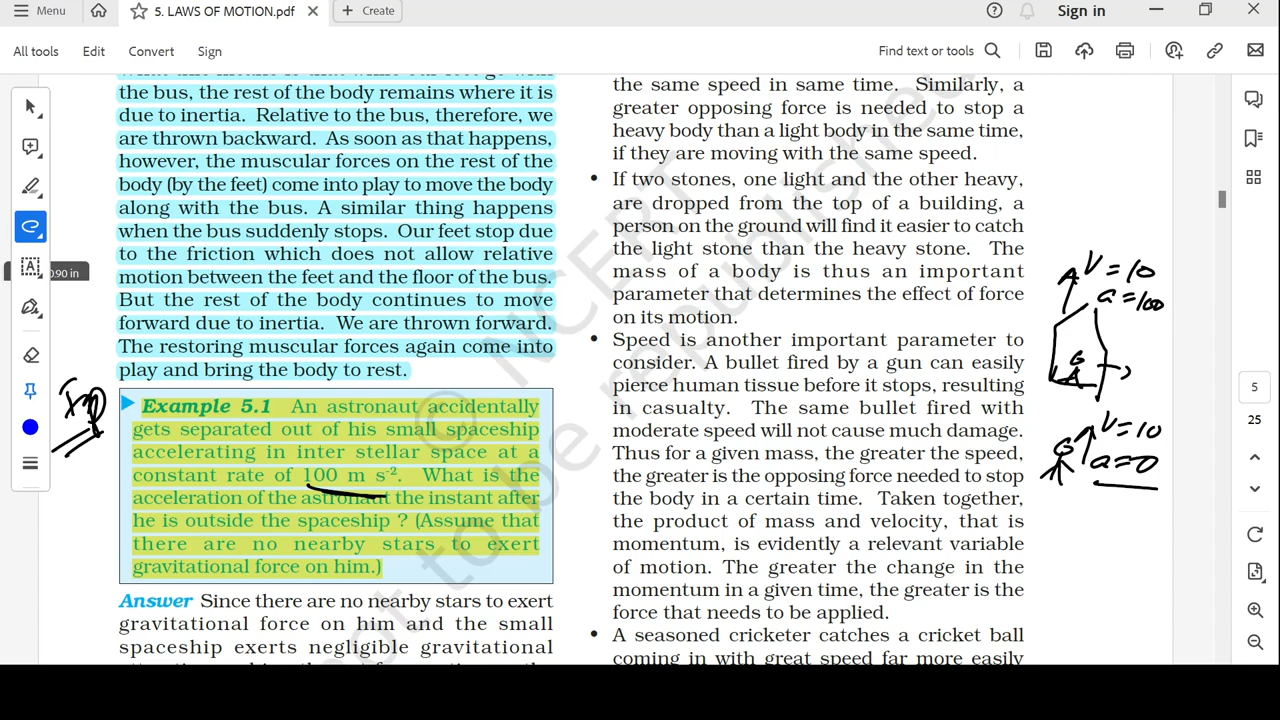 Menu
5. LAWS OF MOTION.pdf
Create
Sign in
All tools
Edit
Convert
Sign
Find text or tools
the bus, the rest of the body remains where it is
due to inertia. Relative to the bus, therefore, we
are thrown backward. As soon as that happens,
however, the muscular forces on the rest of the
body (by the feet) come into play to move the body
along with the bus. A similar thing happens
when the bus suddenly stops. Our feet stop due
to the friction which does not allow relative
motion between the feet and the floor of the bus.
But the rest of the body continues to move
forward due to inertia. We are thrown forward.
The restoring muscular forces again come into
play and bring the body to rest.
Imp
Example 5.1 An astronaut accidentally
gets separated out of his small spaceship
accelerating in inter stellar space at a
constant rate of 100 m s-2. What is the
acceleration of the astronaut the instant after
he is outside the spaceship ? (Assume that
there are no nearby stars to exert
gravitational force on him.)
Answer Since there are no nearby stars to exert
gravitational force on him and the small
spaceship exerts negligible gravitational
the same speed in same time. Similarly, a
greater opposing force is needed to stop a
heavy body than a light body in the same time,
if they are moving with the same speed.
• If two stones, one light and the other heavy,
are dropped from the top of a building, a
person on the ground will find it easier to catch
the light stone than the heavy stone. The
mass of a body is thus an important
parameter that determines the effect of force
on its motion.
• Speed is another important parameter to
consider. A bullet fired by a gun can easily
pierce human tissue before it stops, resulting
in casualty. The same bullet fired with
moderate speed will not cause much damage.
Thus for a given mass, the greater the speed,
the greater is the opposing force needed to stop
the body in a certain time. Taken together,
the product of mass and velocity, that is
momentum, is evidently a relevant variable
of motion. The greater the change in the
momentum in a given time, the greater is the
force that needs to be applied.
• A seasoned cricketer catches a cricket ball
coming in with great speed far more easily
© NCERT
not to be republished
V = 10
a = 100
V = 10
a = 0
5
25
0.90 in